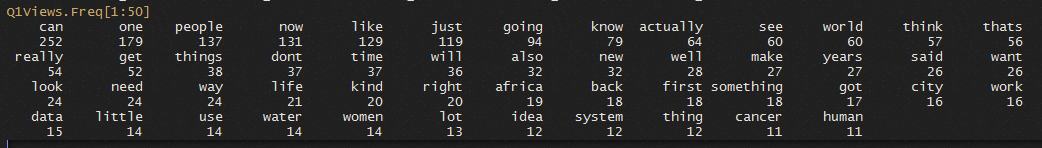 Q1Views.Freq[1:50]
can one people now like just going know actually see world think thats
252 179 137 131 129 119 94 79 64 60 60 57 56
really get things dont time will also new well make years said want
54 52 38 37 37 36 32 32 28 27 27 26 26
look need way life kind right africa back first something got city work
24 24 24 21 20 20 19 18 18 18 17 16 16
data little use water women lot idea system thing cancer human
15 14 14 14 14 13 12 12 12 11 11